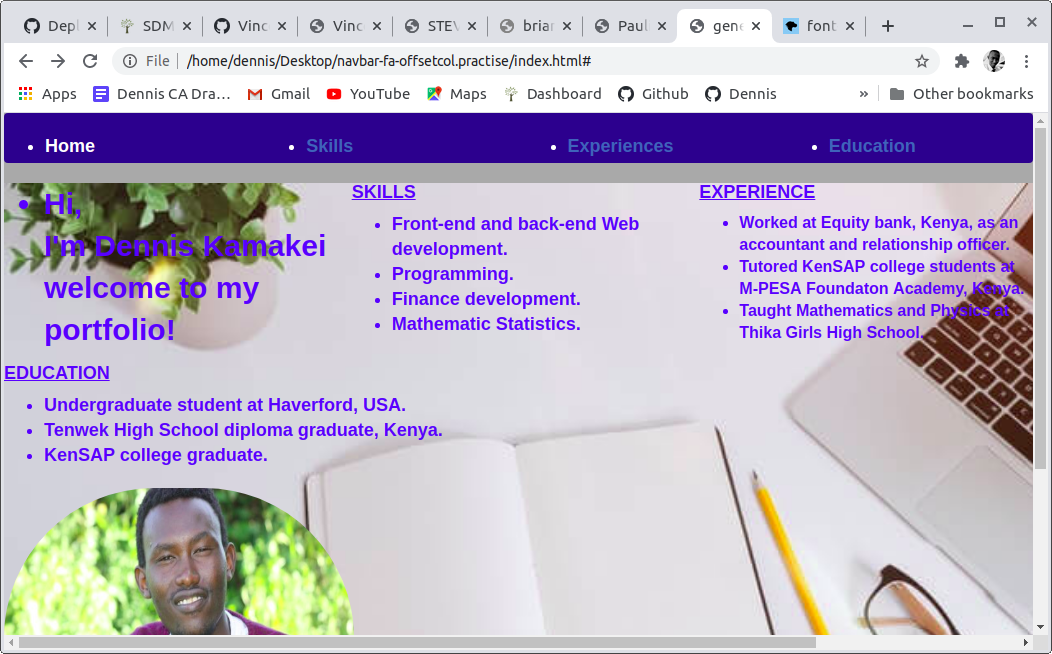 Depl
SDM
Vinc
Vinc
STEV
brian
Paul
gene
font
File
/home/dennis/Desktop/navbar-fa-offsetcol.practise/index.html#
Apps
Dennis CA Dra...
Gmail
YouTube
Maps
Dashboard
Github
Dennis
»
Other bookmarks
• Home
• Skills
• Experiences
• Education
• Hi,
I'm Dennis Kamakei
welcome to my
portfolio!
SKILLS
• Front-end and back-end Web
development.
• Programming.
• Finance development.
• Mathematic Statistics.
EXPERIENCE
• Worked at Equity bank, Kenya, as an
accountant and relationship officer.
• Tutored KenSAP college students at
M-PESA Foundaton Academy, Kenya.
• Taught Mathematics and Physics at
Thika Girls High School.
EDUCATION
• Undergraduate student at Haverford, USA.
• Tenwek High School diploma graduate, Kenya.
• KenSAP college graduate.